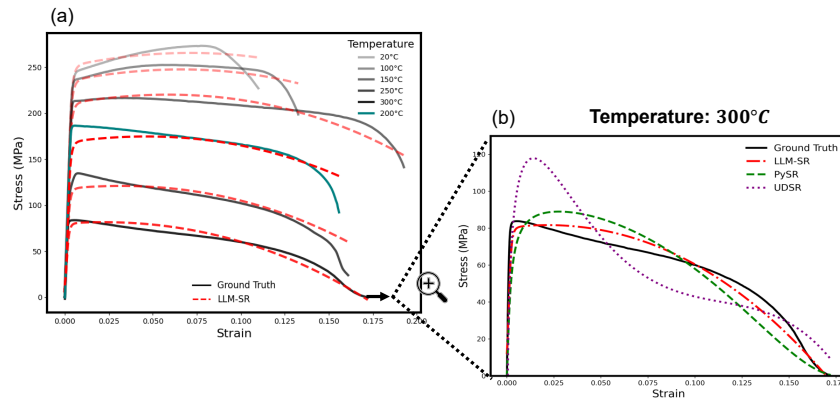 (a)
Temperature
20°C
100°C
150°C
250°C
300°C
200°C
Stress (MPa)
250
200
150
100
50
0
Ground Truth
LLM-SR
0.000 0.025 0.050 0.075 0.100 0.125 0.150 0.175 0.200
Strain
(b)
Temperature: 300°C
Ground Truth
LLM-SR
PySR
UDSR
Stress (MPa)
100
80
60
40
20
0
0.000 0.025 0.050 0.075 0.100 0.125 0.150
Strain